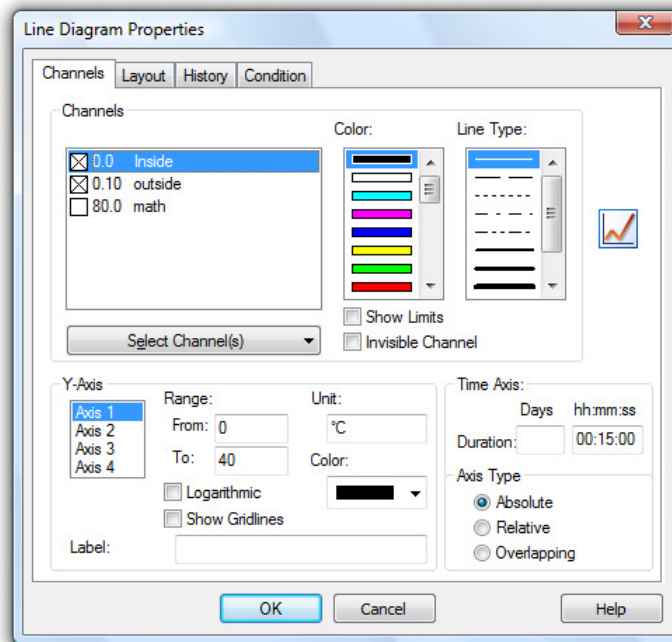 Line Diagram Properties
Channels Layout History Condition
Channels
0.0 Inside
0.10 outside
80.0 math
Select Channel(s)
Color:
Line Type:
Show Limits
Invisible Channel
Y-Axis
Axis 1
Axis 2
Axis 3
Axis 4
Range:
From: 0
To: 40
Logarithmic
Show Gridlines
Unit:
°C
Color:
Label:
Time Axis:
Days hh:mm:ss
Duration: 00:15:00
Axis Type
Absolute
Relative
Overlapping
OK Cancel Help